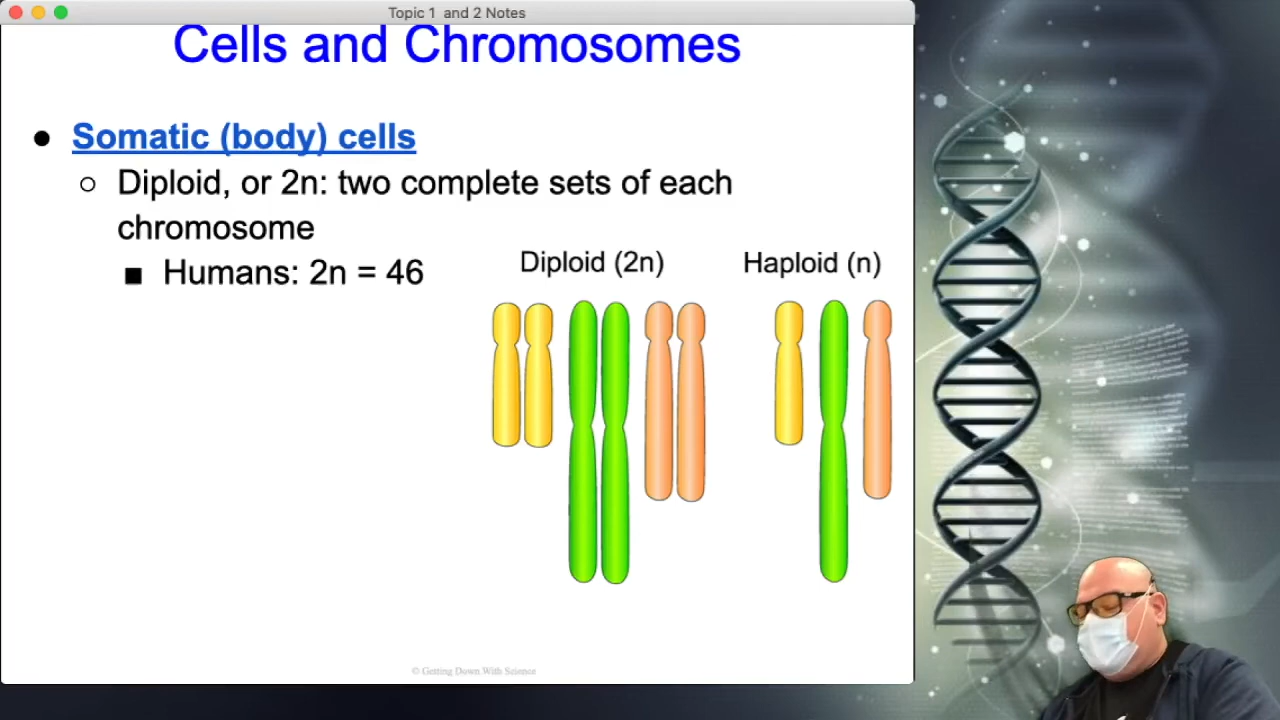 Topic 1 and 2 Notes
Cells and Chromosomes
● Somatic (body) cells
○ Diploid, or 2n: two complete sets of each
chromosome
■ Humans: 2n = 46
Diploid (2n)
Haploid (n)
© Getting Down With Science